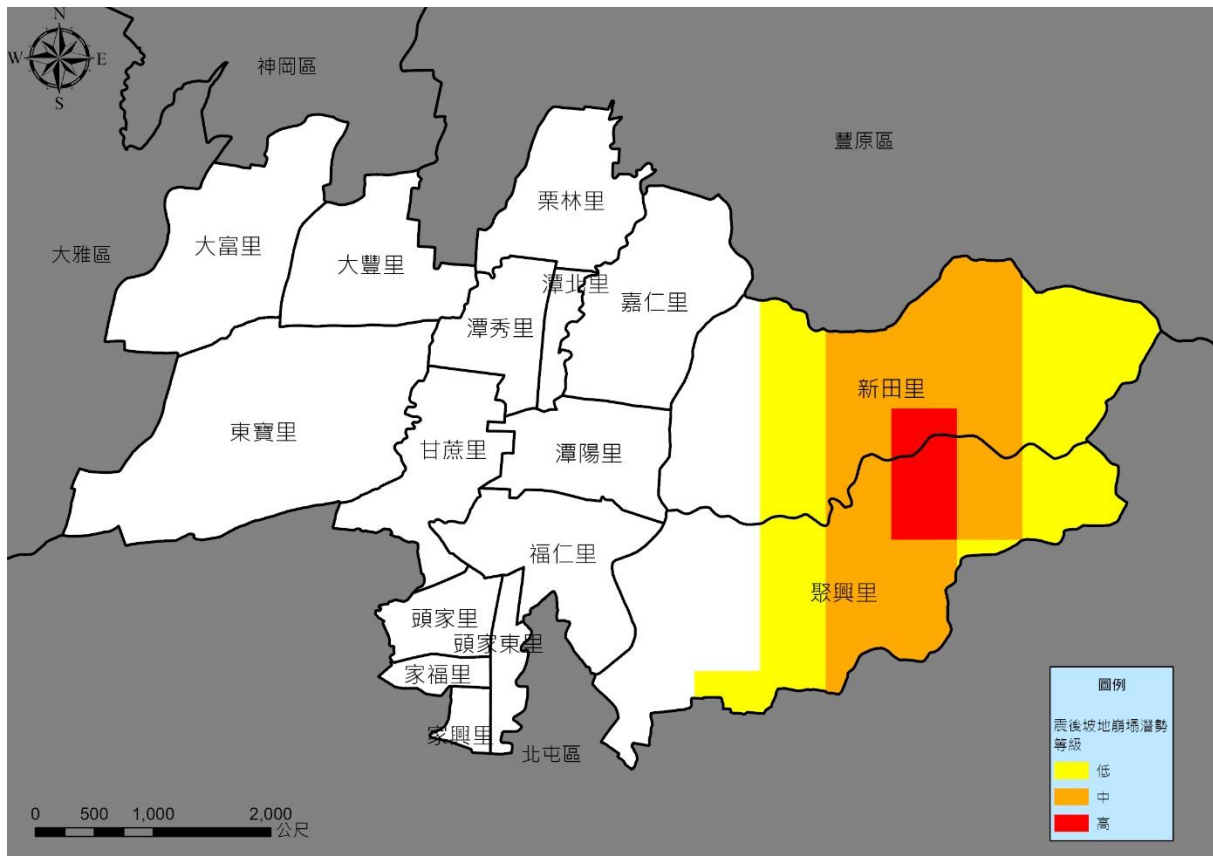 N
W
E
S
神岡區
豐原區
栗林里
大雅區
大富里
大豐里
潭北里
嘉仁里
潭秀里
新田里
東寶里
甘蔗里
潭陽里
福仁里
聚興里
頭家里
頭家東里
家福里
家興里
北屯區
圖例
震後坡地崩塌潛勢
等級
低
中
高
0 500 1,000 2,000
公尺